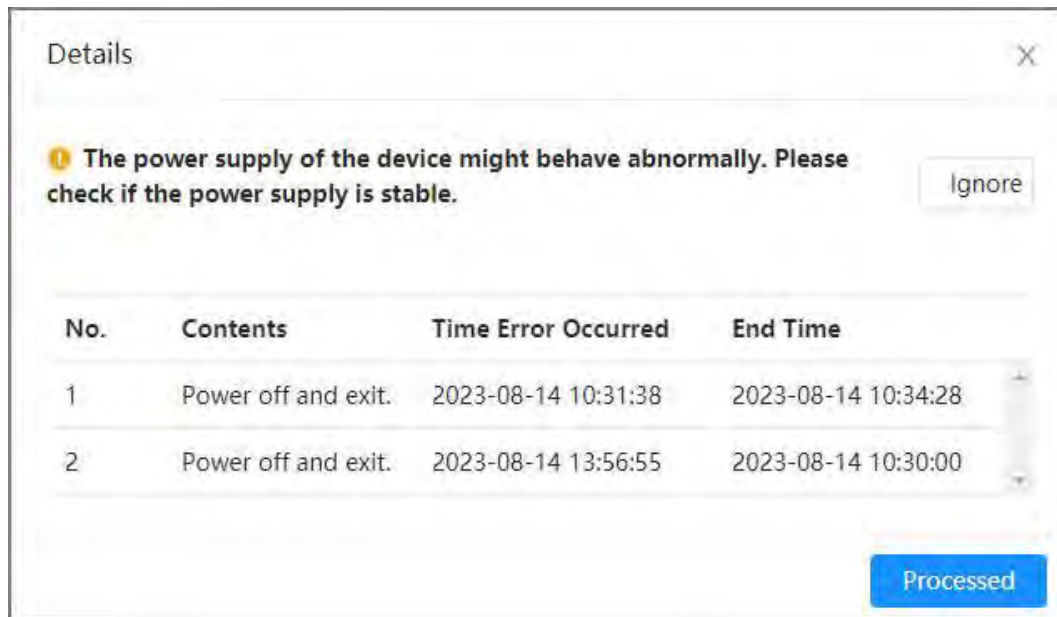 Details
The power supply of the device might behave abnormally. Please
check if the power supply is stable.
Ignore
No. Contents Time Error Occurred End Time
1 Power off and exit. 2023-08-14 10:31:38 2023-08-14 10:34:28
2 Power off and exit. 2023-08-14 13:56:55 2023-08-14 10:30:00
Processed